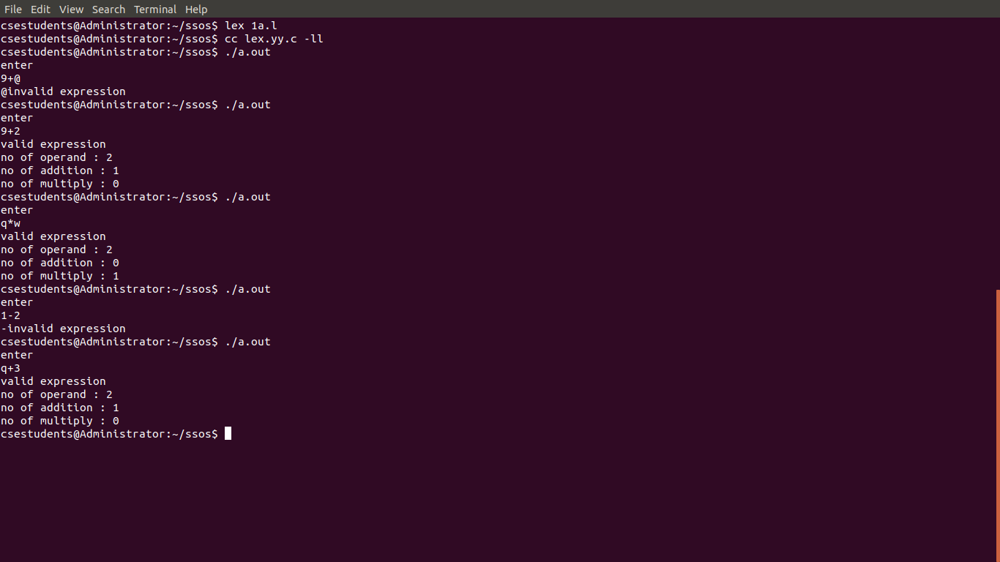 File Edit View Search Terminal Help
csestudents@Administrator:~/ssos$ lex 1a.l
csestudents@Administrator:~/ssos$ cc lex.yy.c -ll
csestudents@Administrator:~/ssos$ ./a.out
enter
9+@
@invalid expression
csestudents@Administrator:~/ssos$ ./a.out
enter
9+2
valid expression
no of operand : 2
no of addition : 1
no of multiply : 0
csestudents@Administrator:~/ssos$ ./a.out
enter
q*w
valid expression
no of operand : 2
no of addition : 0
no of multiply : 1
csestudents@Administrator:~/ssos$ ./a.out
enter
1-2
-invalid expression
csestudents@Administrator:~/ssos$ ./a.out
enter
q+3
valid expression
no of operand : 2
no of addition : 1
no of multiply : 0
csestudents@Administrator:~/ssos$